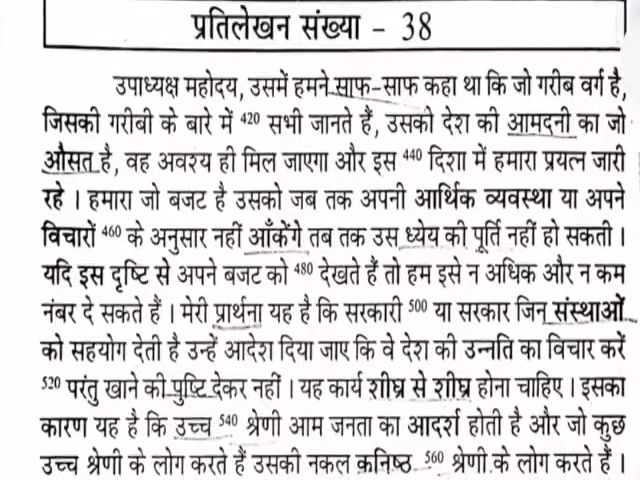 प्रतिलेखन संख्या - 38
उपाध्यक्ष महोदय, उसमें हमने साफ-साफ कहा था कि जो गरीब वर्ग है,
जिसकी गरीबी के बारे में 420 सभी जानते हैं, उसको देश की आमदनी का जो
औसत है, वह अवश्य ही मिल जाएगा और इस 440 दिशा में हमारा प्रयत्न जारी
रहे । हमारा जो बजट है उसको जब तक अपनी आर्थिक व्यवस्था या अपने
विचारों 460 के अनुसार नहीं आँकेंगे तब तक उस ध्येय की पूर्ति नहीं हो सकती ।
यदि इस दृष्टि से अपने बजट को 480 देखते हैं तो हम इसे न अधिक और न कम
नंबर दे सकते हैं । मेरी प्रार्थना यह है कि सरकारी 500 या सरकार जिन संस्थाओं
को सहयोग देती है उन्हें आदेश दिया जाए कि वे देश की उन्नति का विचार करें
520 परंतु खाने की पुष्टि देकर नहीं । यह कार्य शीघ्र से शीघ्र होना चाहिए । इसका
कारण यह है कि उच्च 540 श्रेणी आम जनता का आदर्श होती है और जो कुछ
उच्च श्रेणी के लोग करते हैं उसकी नकल कनिष्ठ 560 श्रेणी के लोग करते हैं ।